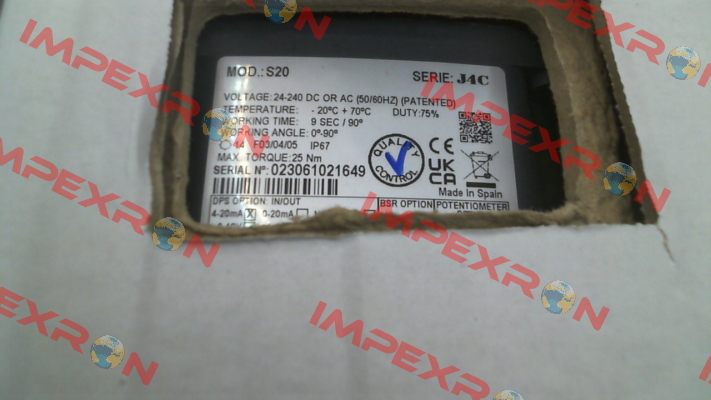 MOD.: S20 SERIE: J4C
VOLTAGE: 24-240 DC OR AC (50/60HZ) (PATENTED)
TEMPERATURE: - 20ºC + 70ºC DUTY:75%
WORKING TIME: 9 SEC / 90º
WORKING ANGLE: 0º-90º
14 F03/04/05 IP67
MAX. TORQUE: 25 Nm
SERIAL Nº: 023061021649
QUALITY CONTROL
CE
UK CA
Made In Spain
DPS OPTION: IN/OUT BSR OPTION POTENTIOMETER
4-20mA X 0-20mA
IMPEXRON
IMPEXRON
IMPEXRON
IMPEXRON
IMPEXRON
IMPEXRON